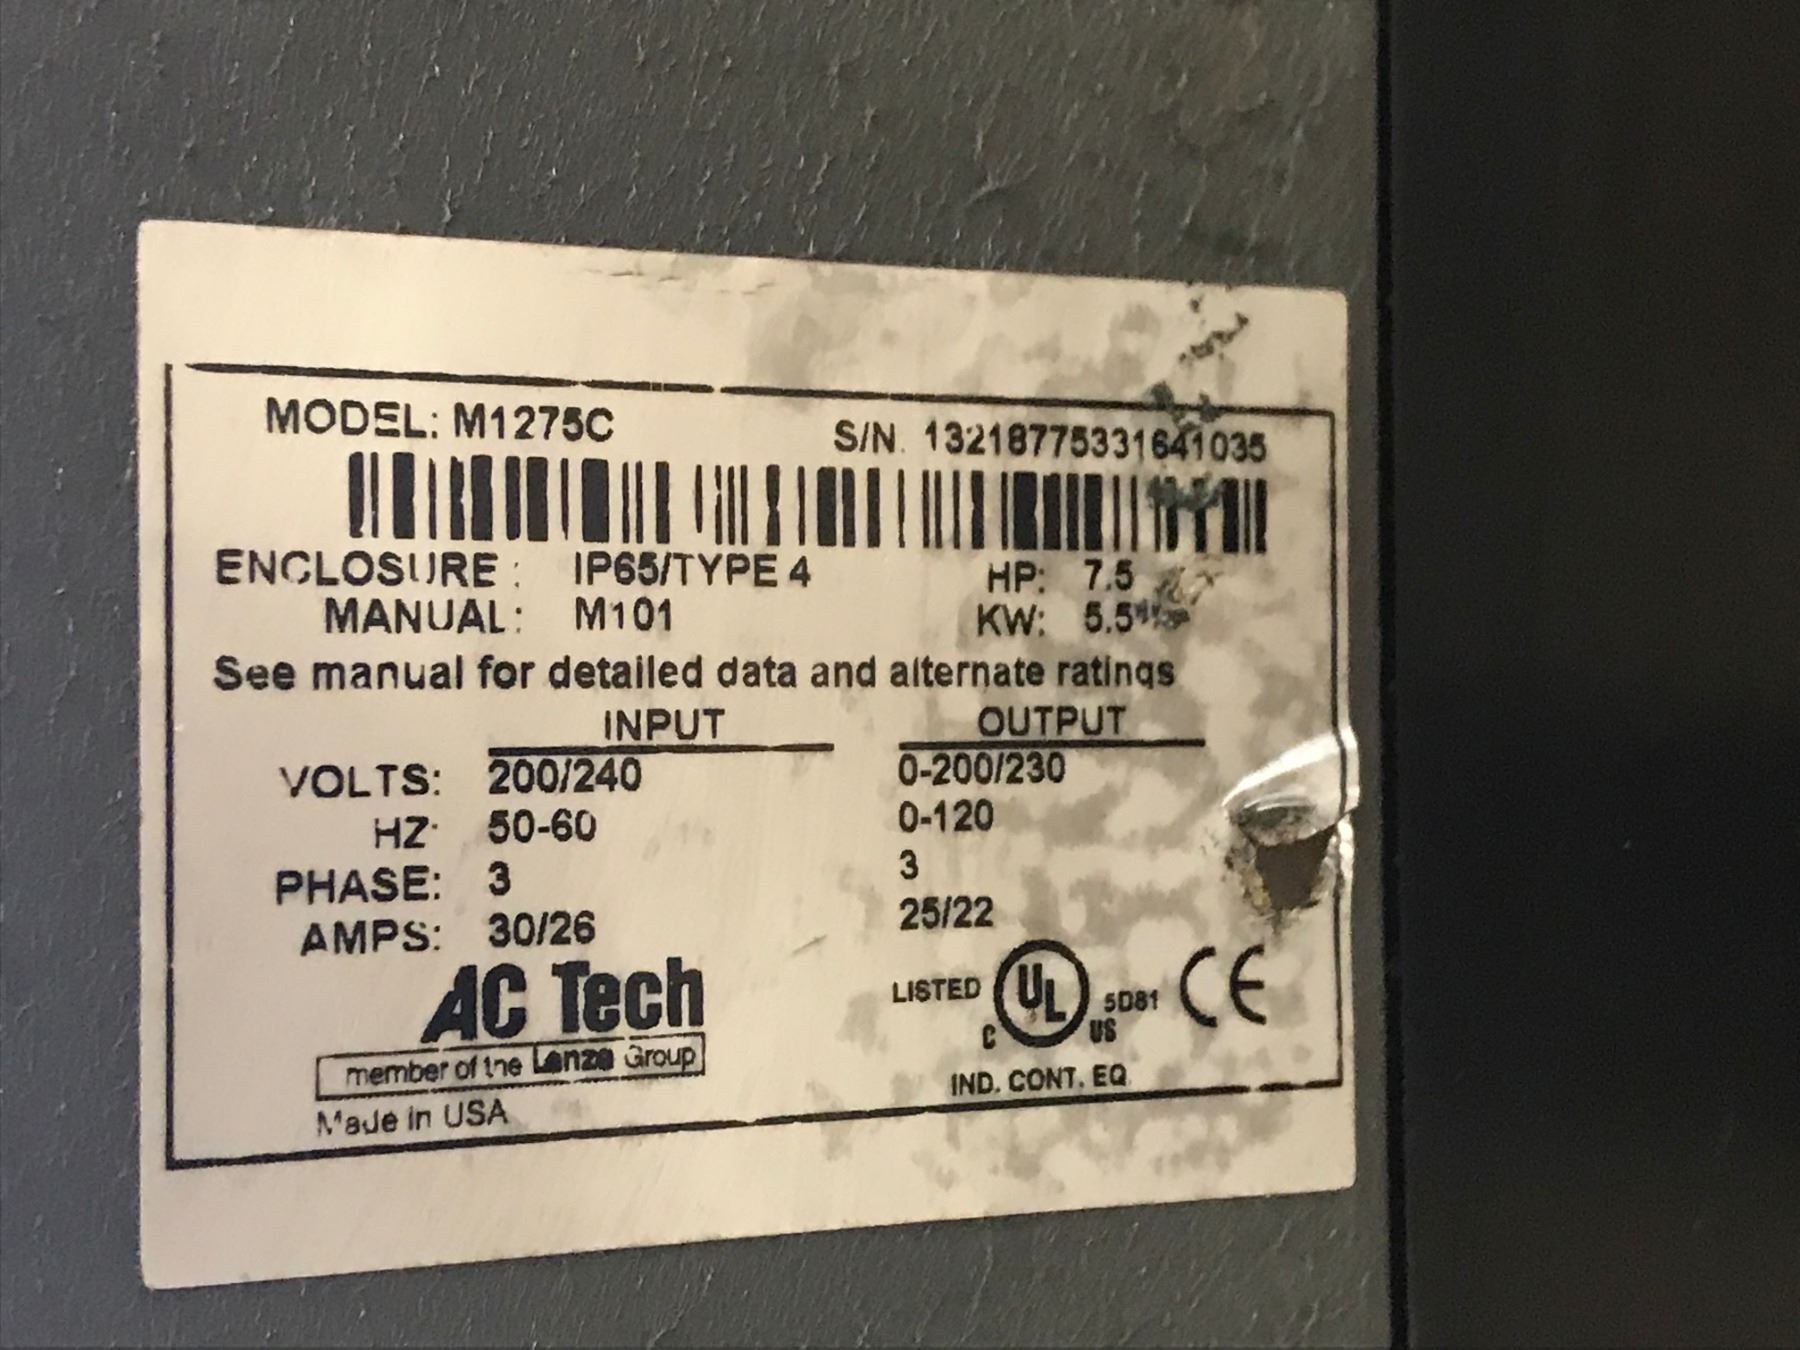 MODEL: M1275C S/N. 13218775331641035
ENCLOSURE: IP65/TYPE 4 HP: 7.5
MANUAL: M101 KW: 5.5
See manual for detailed data and alternate ratings
INPUT OUTPUT
VOLTS: 200/240 0-200/230
HZ: 50-60 0-120
PHASE: 3 3
AMPS: 30/26 25/22
AC Tech
member of the Lenze Group
Made in USA
LISTED C UL US 5D81 CE
IND. CONT. EQ